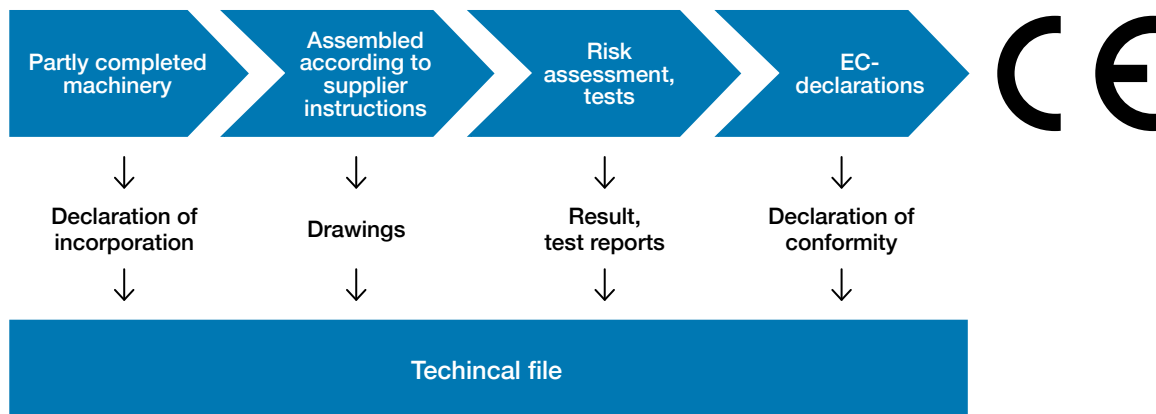 Partly completed
machinery
Assembled
according to
supplier
instructions
Risk
assessment,
tests
EC-
declarations
CE
Declaration of
incorporation
Drawings
Result,
test reports
Declaration of
conformity
Techincal file